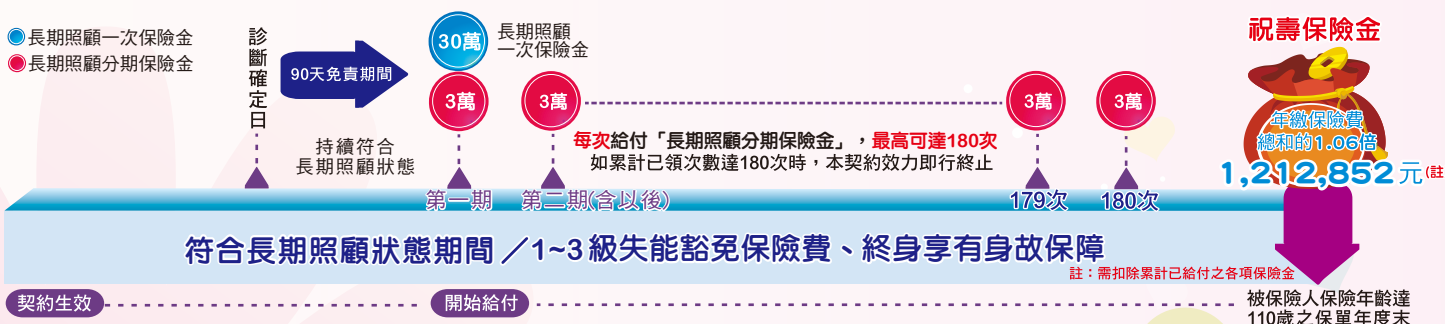 長期照顧一次保險金
長期照顧分期保險金
診斷確定日
90天免責期間
持續符合
長期照顧狀態
30萬
長期照顧
一次保險金
3萬
3萬
3萬
3萬
每次給付「長期照顧分期保險金」，最高可達180次
如累計已領次數達180次時，本契約效力即行終止
祝壽保險金
年繳保險費
總和的1.06倍
1,212,852元(註
第一期
第二期(含以後)
179次
180次
符合長期照顧狀態期間／1~3級失能豁免保險費、終身享有身故保障
註：需扣除累計已給付之各項保險金
契約生效
開始給付
被保險人保險年齡達
110歲之保單年度末